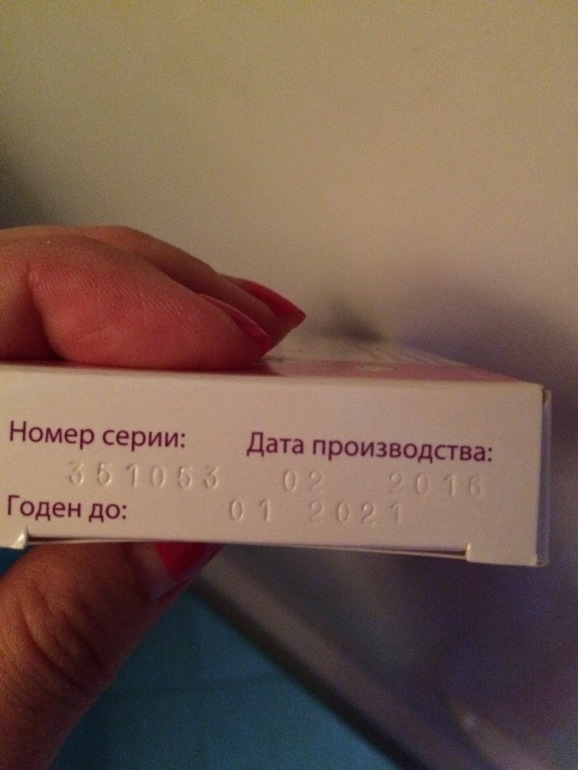 Номер серии: Дата производства:
351053 02 2016
Годен до: 01 2021